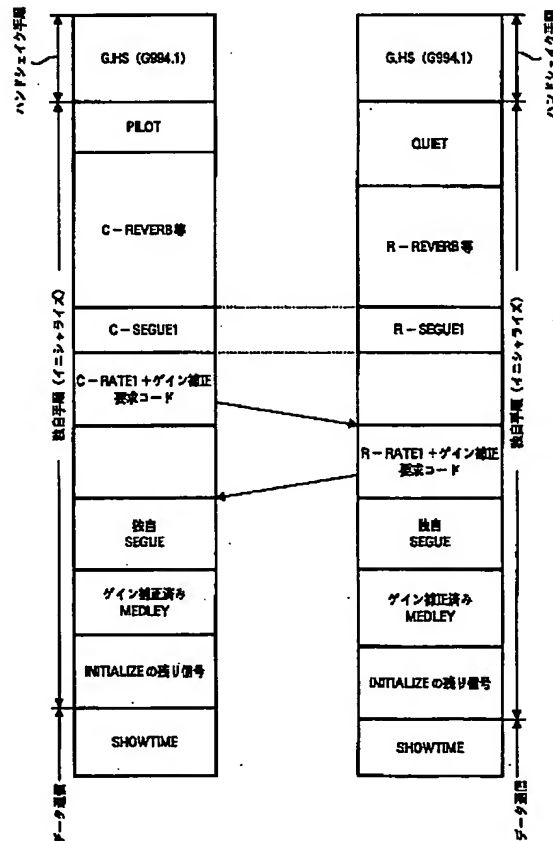 ハンドシェイク手順
独自手順(イニシャライズ)
データ通信
G.HS (G994.1)
PILOT
C-REVERB等
C-SEGUE1
C-RATE1+ゲイン補正
要求コード
独自
SEGUE
ゲイン補正済み
MEDLEY
INITIALIZEの残り信号
SHOWTIME
G.HS (G994.1)
QUIET
R-REVERB等
R-SEGUE1
R-RATE1+ゲイン補正
要求コード
独自
SEGUE
ゲイン補正済み
MEDLEY
INITIALIZEの残り信号
SHOWTIME
ハンドシェイク手順
独自手順(イニシャライズ)
データ通信